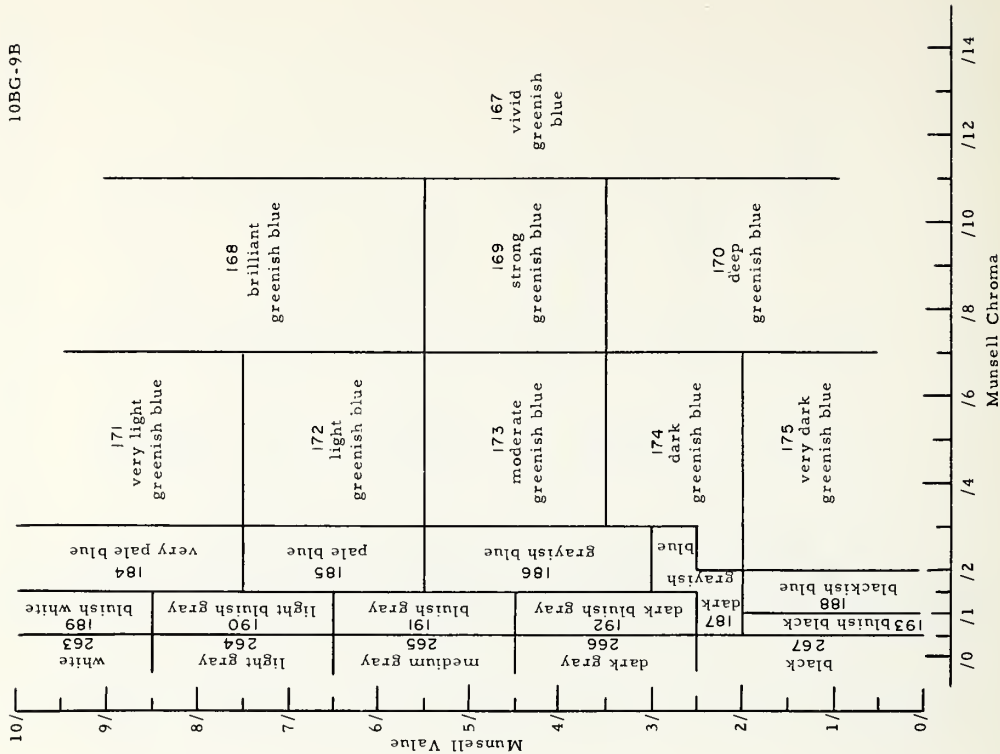 10BG-9B
167
vivid
greenish
blue
168
brilliant
greenish blue
169
strong
greenish blue
170
deep
greenish blue
171
very light
greenish blue
172
light
greenish blue
173
moderate
greenish blue
174
dark
greenish blue
175
very dark
greenish blue
184
very pale blue
185
pale blue
186
grayish blue
187
dark
grayish
blue
188
blackish blue
189
bluish white
190
light bluish gray
191
bluish gray
192
dark bluish gray
193 bluish black
263
white
264
light gray
265
medium gray
266
dark gray
267
black
10/
9/
8/
7/
6/
5/
4/
3/
2/
1/
0/
Munsell Value
/0
/1
/2
/4
/6
/8
/10
/12
/14
Munsell Chroma